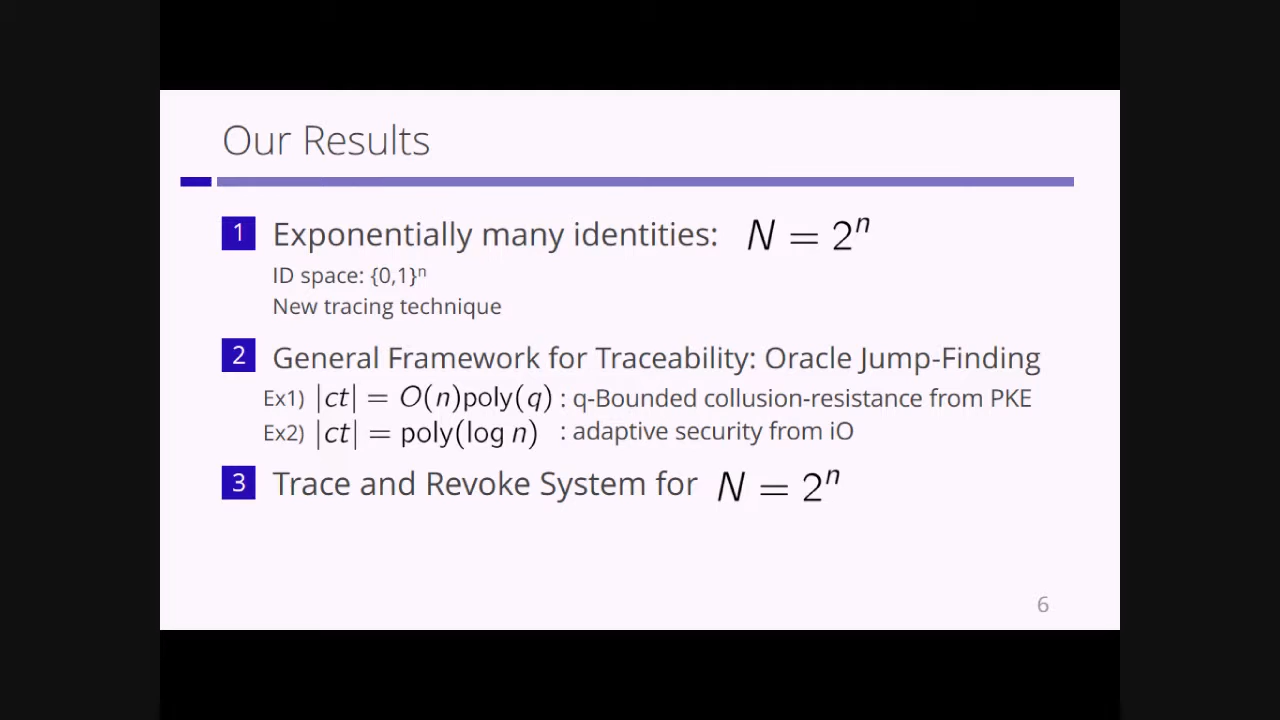 Our Results
1 Exponentially many identities: N = 2ⁿ
ID space: {0,1}ⁿ
New tracing technique
2 General Framework for Traceability: Oracle Jump-Finding
Ex1) |ct| = O(n)poly(q) : q-Bounded collusion-resistance from PKE
Ex2) |ct| = poly(log n) : adaptive security from iO
3 Trace and Revoke System for N = 2ⁿ
6